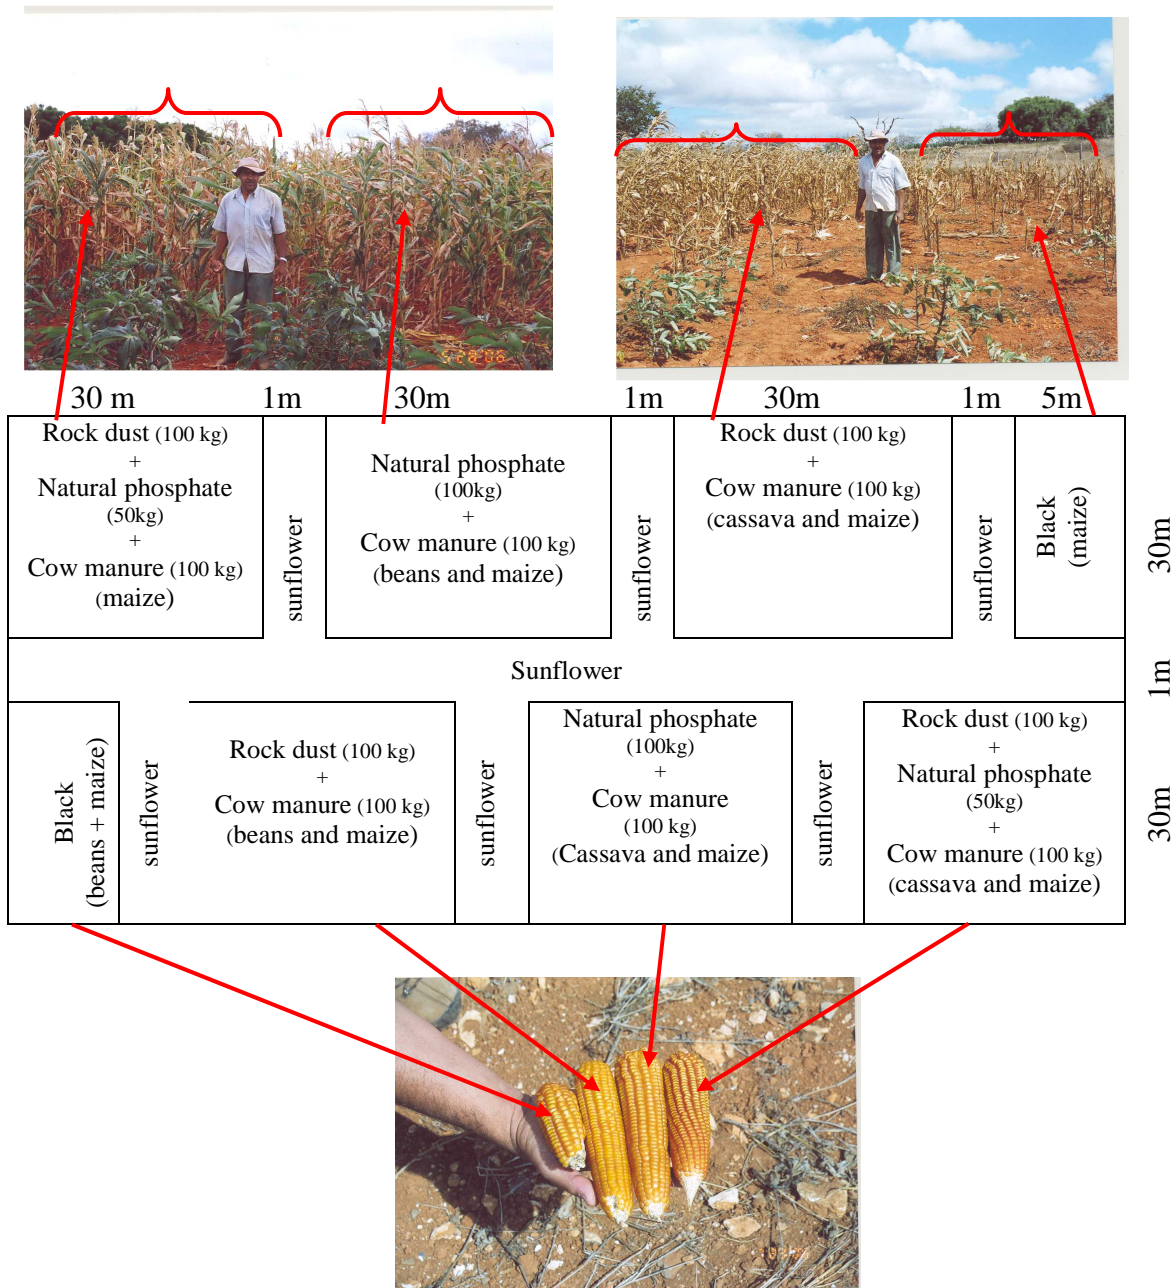 5 28 06
30 m
1m
30m
1m
30m
1m
5m
Rock dust (100 kg)
+
Natural phosphate
(50kg)
+
Cow manure (100 kg)
(maize)
sunflower
Natural phosphate
(100kg)
+
Cow manure (100 kg)
(beans and maize)
sunflower
Rock dust (100 kg)
+
Cow manure (100 kg)
(cassava and maize)
sunflower
Black
(maize)
30m
Sunflower
1m
Black
(beans + maize)
sunflower
Rock dust (100 kg)
+
Cow manure (100 kg)
(beans and maize)
sunflower
Natural phosphate
(100kg)
+
Cow manure
(100 kg)
(Cassava and maize)
sunflower
Rock dust (100 kg)
+
Natural phosphate
(50kg)
+
Cow manure (100 kg)
(cassava and maize)
30m